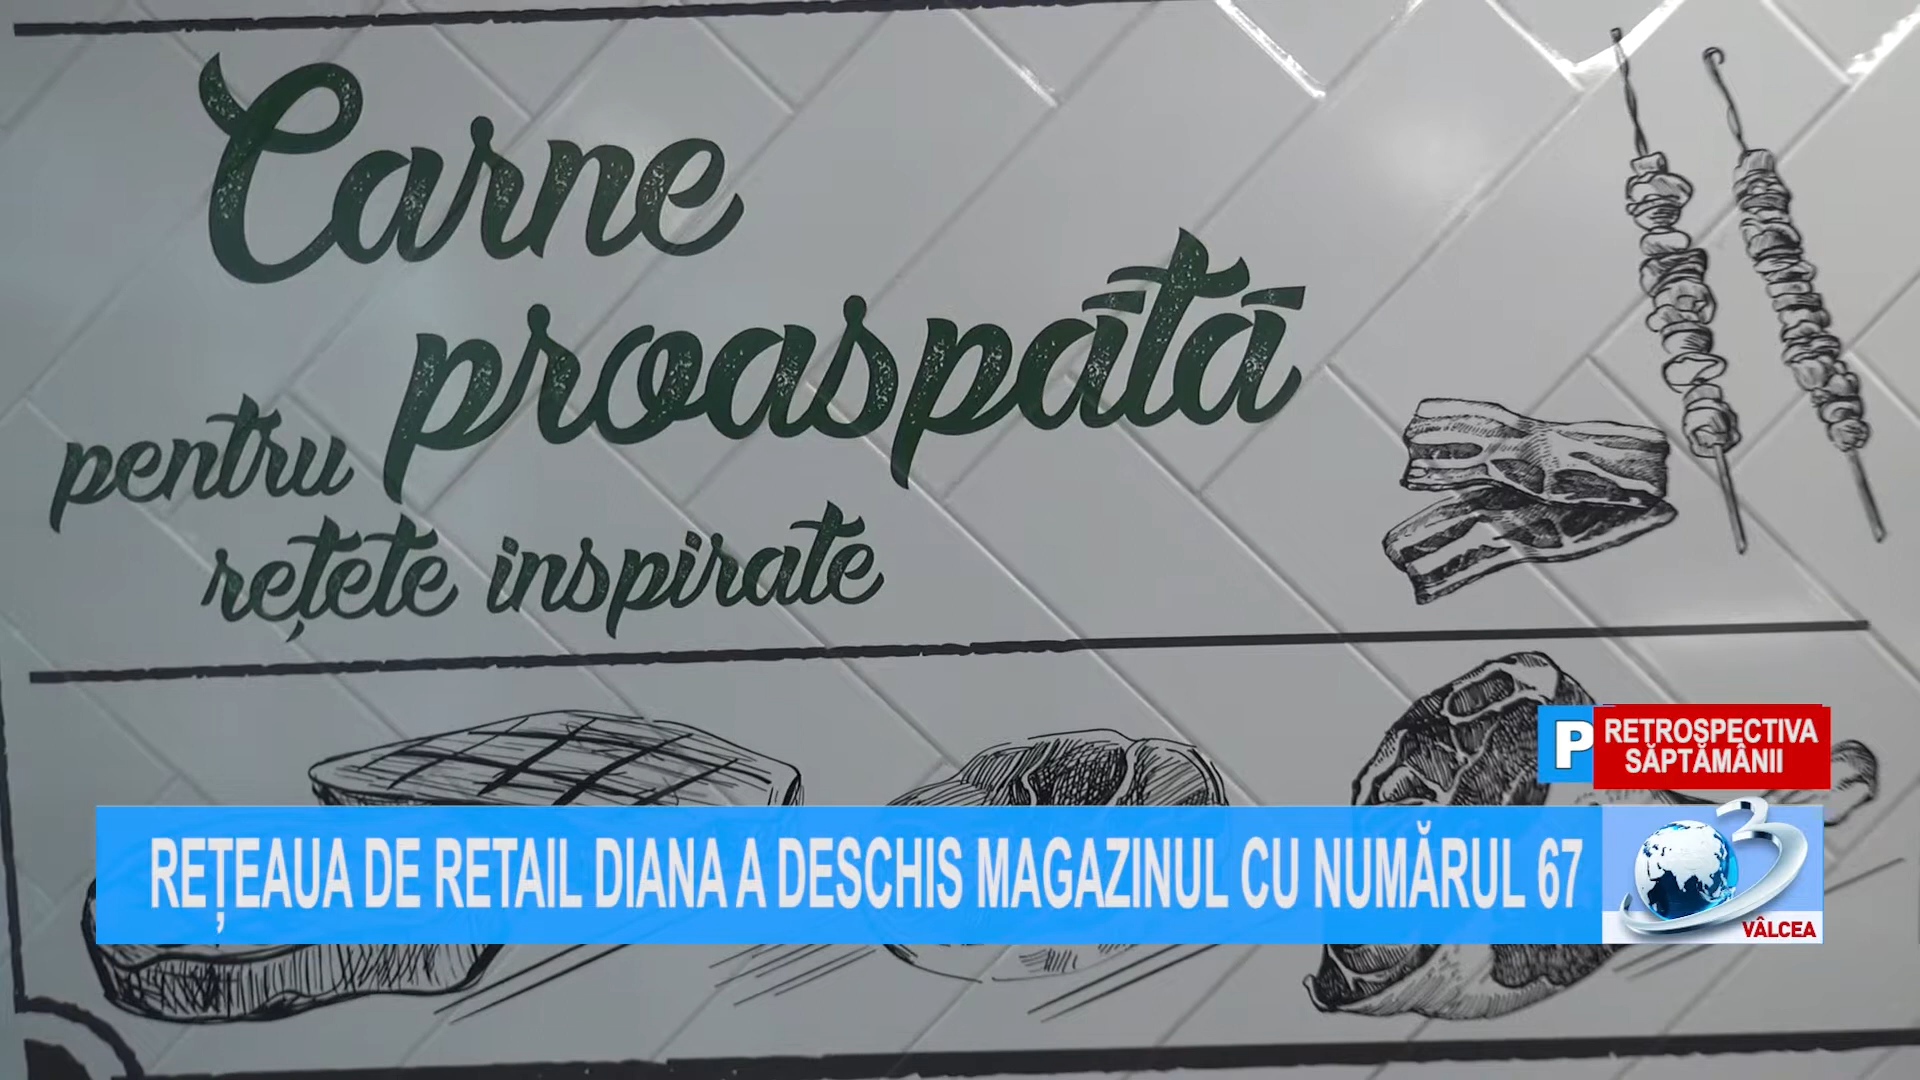 Carne
proaspătă
pentru
rețete inspirate
P
RETROSPECTIVA
SĂPTĂMÂNII
REȚEAUA DE RETAIL DIANA A DESCHIS MAGAZINUL CU NUMĂRUL 67
3
VÂLCEA